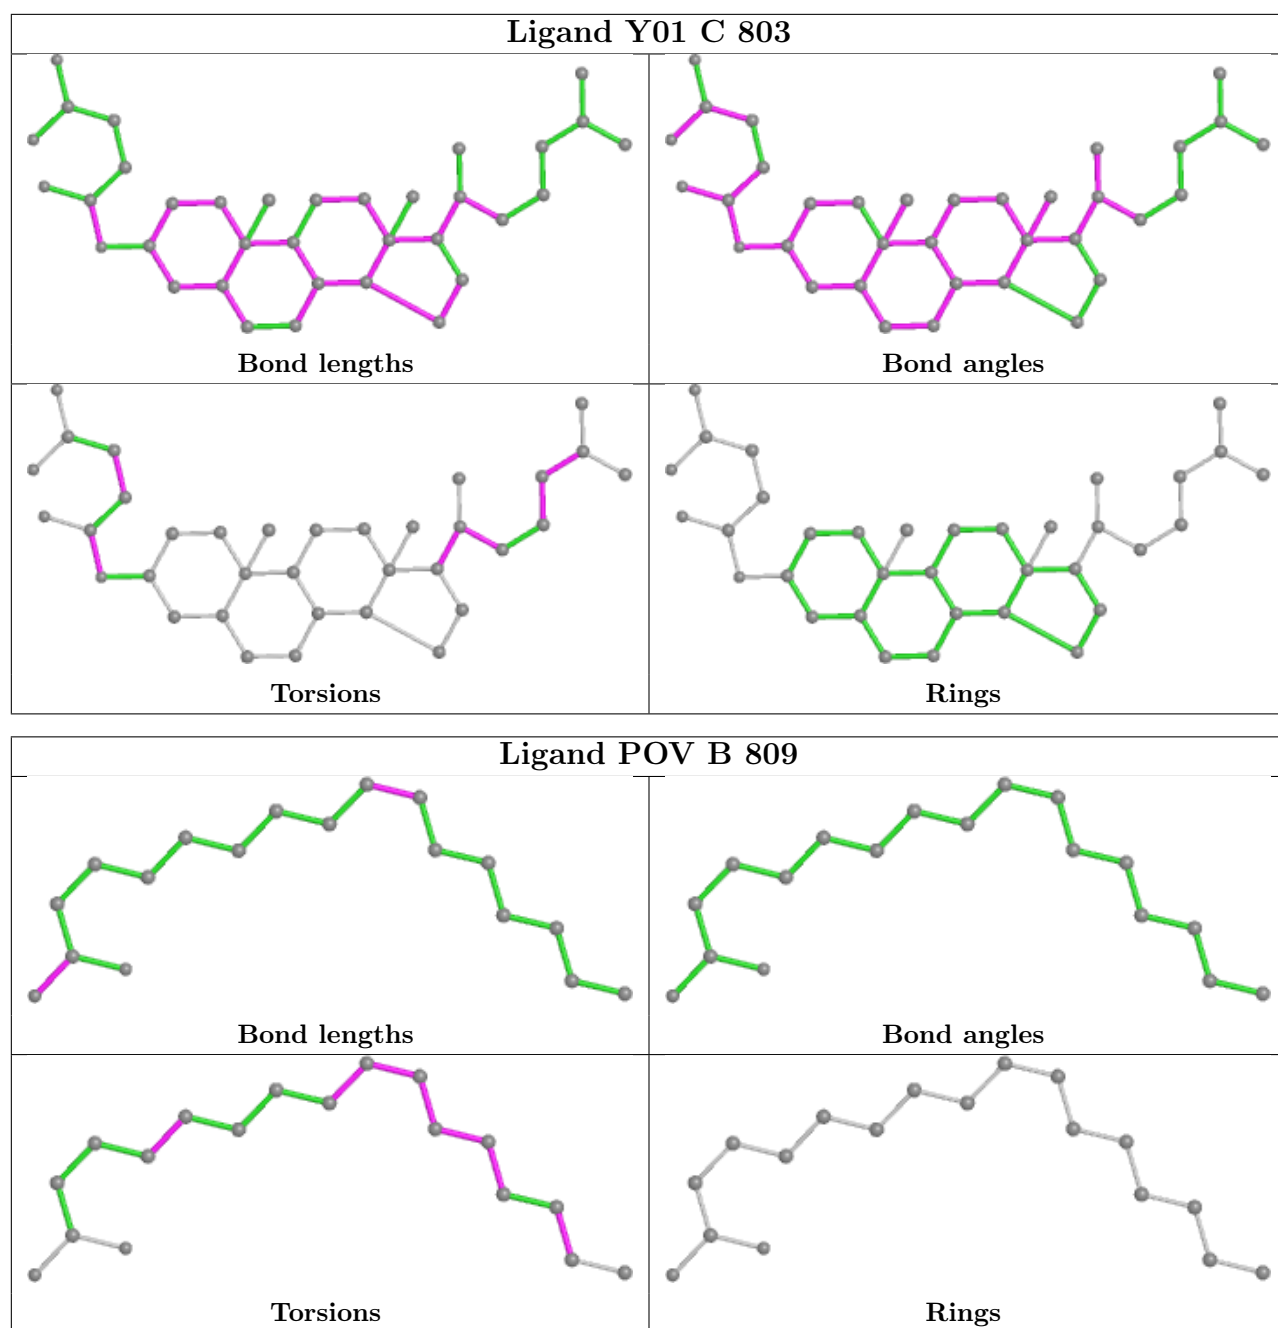 Ligand Y01 C 803
Bond lengths
Bond angles
Torsions
Rings
Ligand POV B 809
Bond lengths
Bond angles
Torsions
Rings